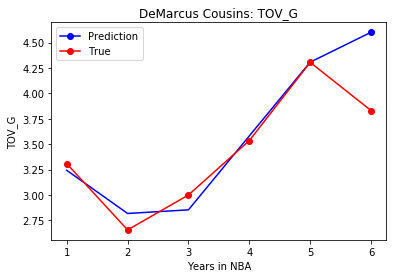 DeMarcus Cousins: TOV_G
Prediction
True
4.50
4.25
4.00
3.75
3.50
3.25
3.00
2.75
TOV_G
1 2 3 4 5 6
Years in NBA